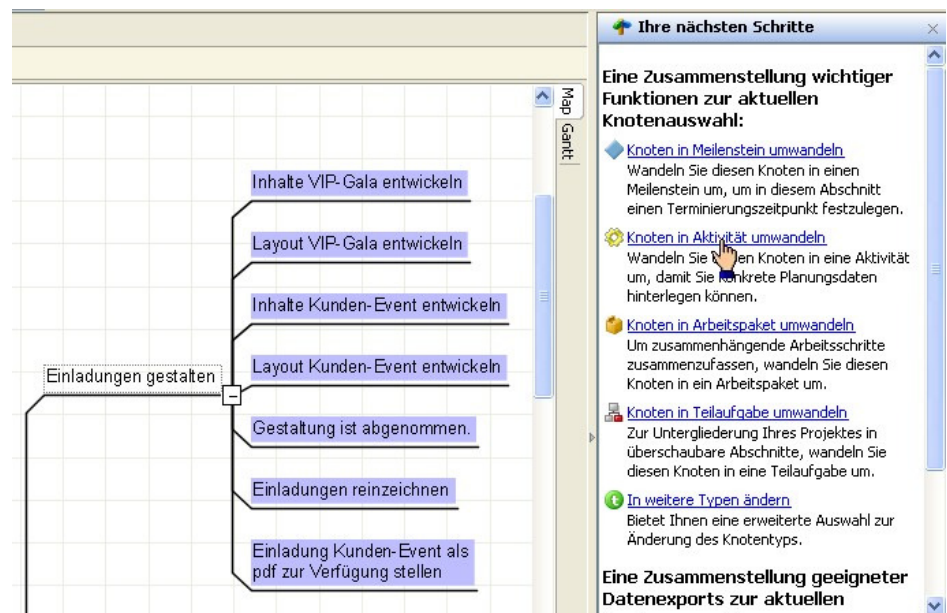 Ihre nächsten Schritte
Eine Zusammenstellung wichtiger
Funktionen zur aktuellen
Knotenauswahl:
Knoten in Meilenstein umwandeln
Wandeln Sie diesen Knoten in einen
Meilenstein um, um in diesem Abschnitt
einen Terminierungszeitpunkt festzulegen.
Knoten in Aktivität umwandeln
Wandeln Sie diesen Knoten in eine Aktivität
um, damit Sie konkrete Planungsdaten
hinterlegen können.
Knoten in Arbeitspaket umwandeln
Um zusammenhängende Arbeitsschritte
zusammenzufassen, wandeln Sie diesen
Knoten in ein Arbeitspaket um.
Knoten in Teilaufgabe umwandeln
Zur Untergliederung Ihres Projektes in
überschaubare Abschnitte, wandeln Sie
diesen Knoten in eine Teilaufgabe um.
In weitere Typen ändern
Bietet Ihnen eine erweiterte Auswahl zur
Änderung des Knotentyps.
Eine Zusammenstellung geeigneter
Datenexports zur aktuellen
Map
Gantt
Einladungen gestalten
Inhalte VIP-Gala entwickeln
Layout VIP-Gala entwickeln
Inhalte Kunden-Event entwickeln
Layout Kunden-Event entwickeln
Gestaltung ist abgenommen.
Einladungen reinzeichnen
Einladung Kunden-Event als
pdf zur Verfügung stellen